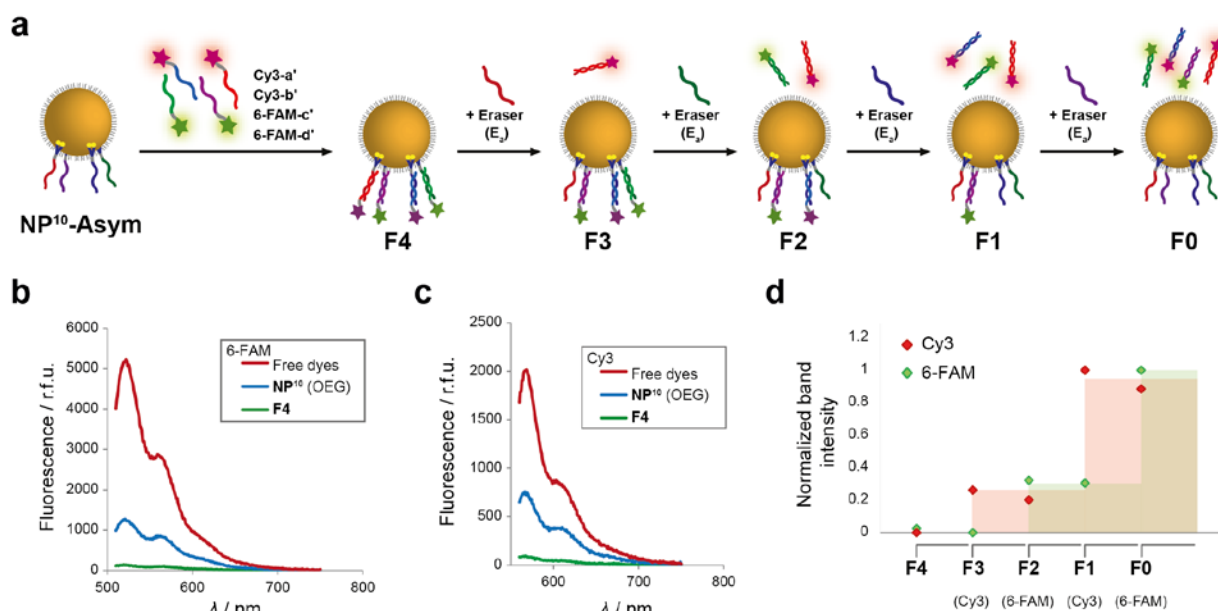 a
Cy3-a'
Cy3-b'
6-FAM-c'
6-FAM-d'
+ Eraser
(Ea)
+ Eraser
(Ea)
+ Eraser
(Ea)
+ Eraser
(Ea)
NP10-Asym
F4
F3
F2
F1
F0
b
6000
5000
4000
3000
2000
1000
0
Fluorescence / r.f.u.
6-FAM
Free dyes
NP10 (OEG)
F4
500
600
700
800
λ / nm
c
2500
2000
1500
1000
500
0
Fluorescence / r.f.u.
Cy3
Free dyes
NP10 (OEG)
F4
600
700
800
λ / nm
d
1.2
1
0.8
0.6
0.4
0.2
0
Normalized band
intensity
Cy3
6-FAM
F4
F3
F2
F1
F0
(Cy3)
(6-FAM)
(Cy3)
(6-FAM)